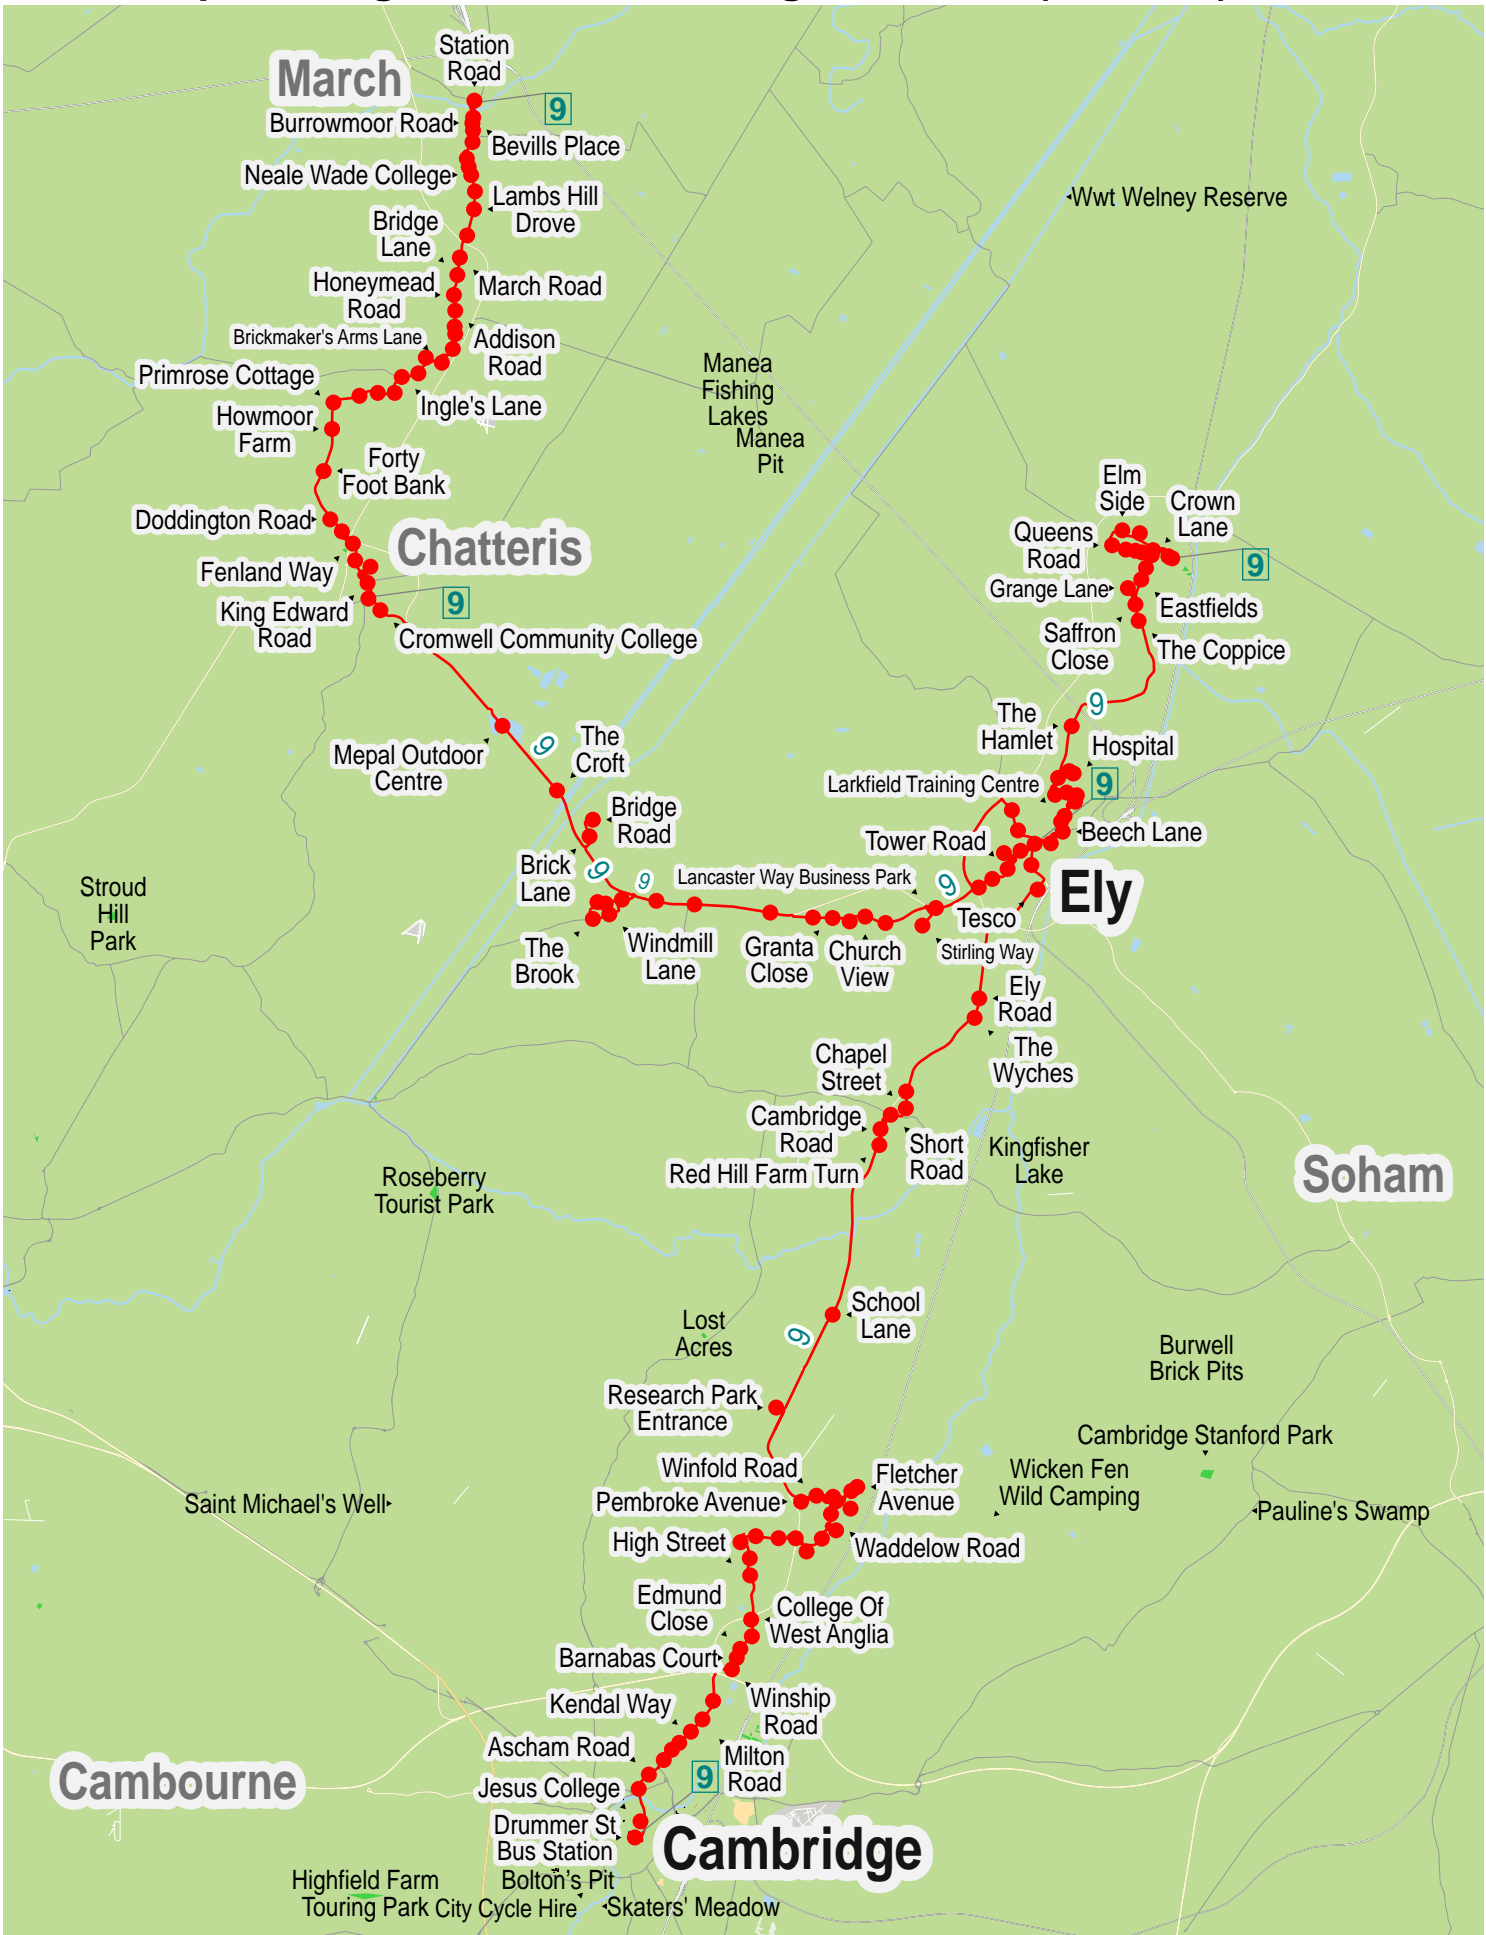 Station
Road
March
9
Burrowmoor Road
Bevills Place
Neale Wade College
Lambs Hill
Drove
Wwt Welney Reserve
Bridge
Lane
Honeymead
Road
March Road
Brickmaker's Arms Lane
Addison
Road
Primrose Cottage
Ingle's Lane
Manea
Fishing
Lakes
Manea
Pit
Howmoor
Farm
Forty
Foot Bank
Doddington Road
Chatteris
Fenland Way
King Edward
Road
9
Cromwell Community College
Elm
Side
Crown
Lane
Queens
Road
9
Grange Lane
Eastfields
Saffron
Close
The Coppice
9
The
Hamlet
Hospital
Mepal Outdoor
Centre
9
The
Croft
Larkfield Training Centre
9
Bridge
Road
Tower Road
Beech Lane
Brick
Lane
9
9
Lancaster Way Business Park
9
Ely
Stroud
Hill
Park
Tesco
The
Brook
Windmill
Lane
Granta
Close
Church
View
Stirling Way
Ely
Road
The
Wyches
Chapel
Street
Cambridge
Road
Short
Road
Kingfisher
Lake
Red Hill Farm Turn
Soham
Roseberry
Tourist Park
School
Lane
9
Lost
Acres
Burwell
Brick Pits
Research Park
Entrance
Cambridge Stanford Park
Winfold Road
Fletcher
Avenue
Wicken Fen
Wild Camping
Pembroke Avenue
Saint Michael's Well
Pauline's Swamp
High Street
Waddelow Road
Edmund
Close
College Of
West Anglia
Barnabas Court
Kendal Way
Winship
Road
Ascham Road
Milton
Road
9
Cambourne
Jesus College
Drummer St
Bus Station
Cambridge
Highfield Farm
Touring Park
Bolton's Pit
City Cycle Hire
Skaters' Meadow